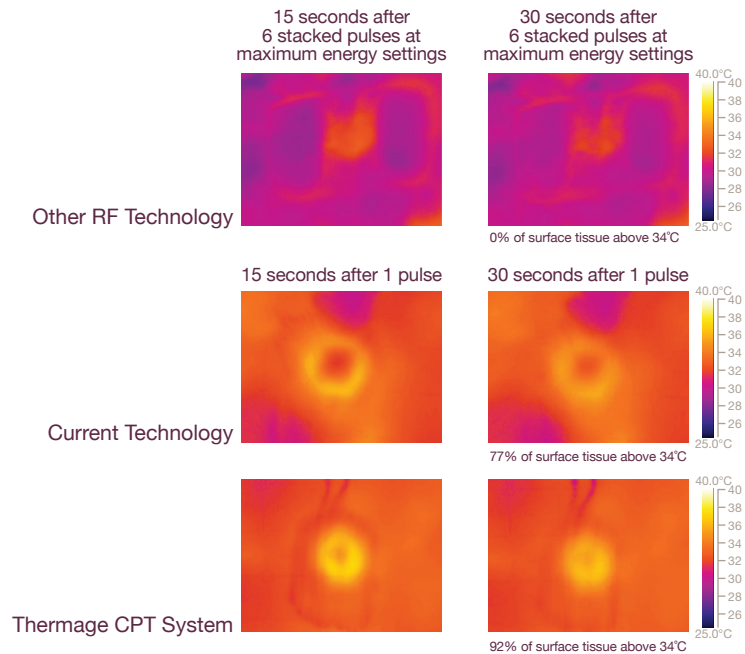 15 seconds after
6 stacked pulses at
maximum energy settings
30 seconds after
6 stacked pulses at
maximum energy settings
40.0°C
40
38
36
34
32
30
28
26
25.0°C
Other RF Technology
0% of surface tissue above 34°C
15 seconds after 1 pulse
30 seconds after 1 pulse
40.0°C
40
38
36
34
32
30
28
26
25.0°C
Current Technology
77% of surface tissue above 34°C
40.0°C
40
38
36
34
32
30
28
26
25.0°C
Thermage CPT System
92% of surface tissue above 34°C